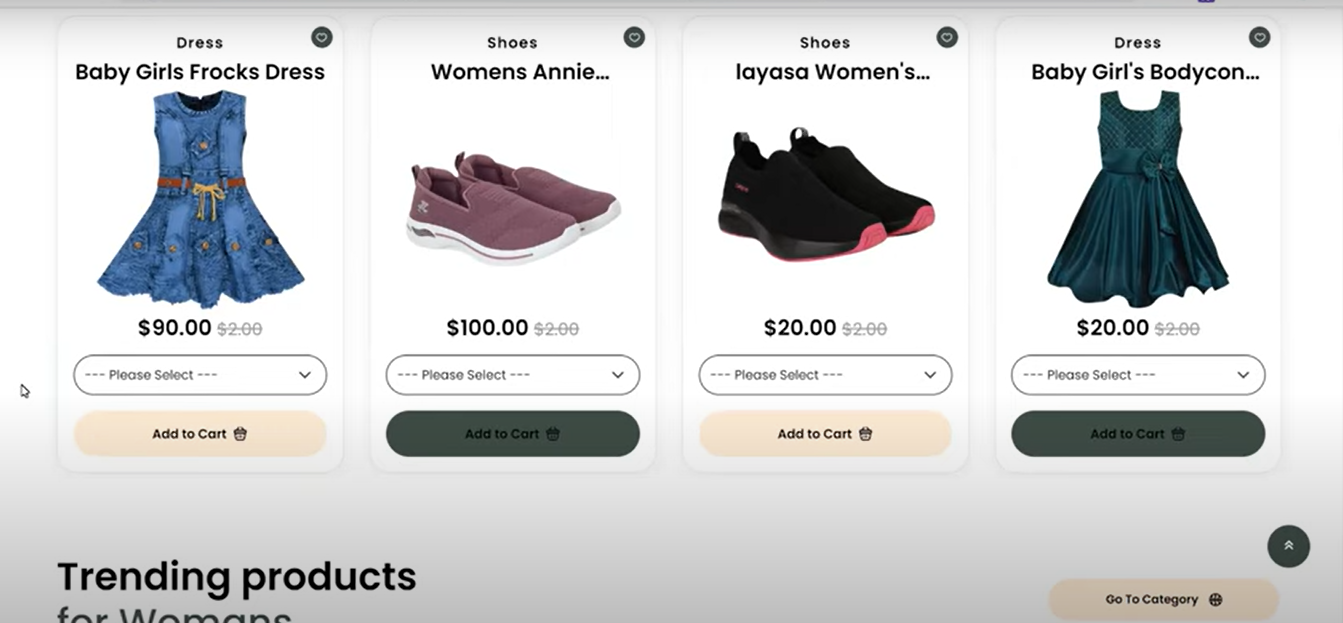 Dress
Baby Girls Frocks Dress
$90.00 $2.00
--- Please Select ---
Add to Cart
Shoes
Womens Annie...
$100.00 $2.00
--- Please Select ---
Add to Cart
Shoes
layasa Women's...
$20.00 $2.00
--- Please Select ---
Add to Cart
Dress
Baby Girl's Bodycon...
$20.00 $2.00
--- Please Select ---
Add to Cart
Trending products
for Womans
Go To Category